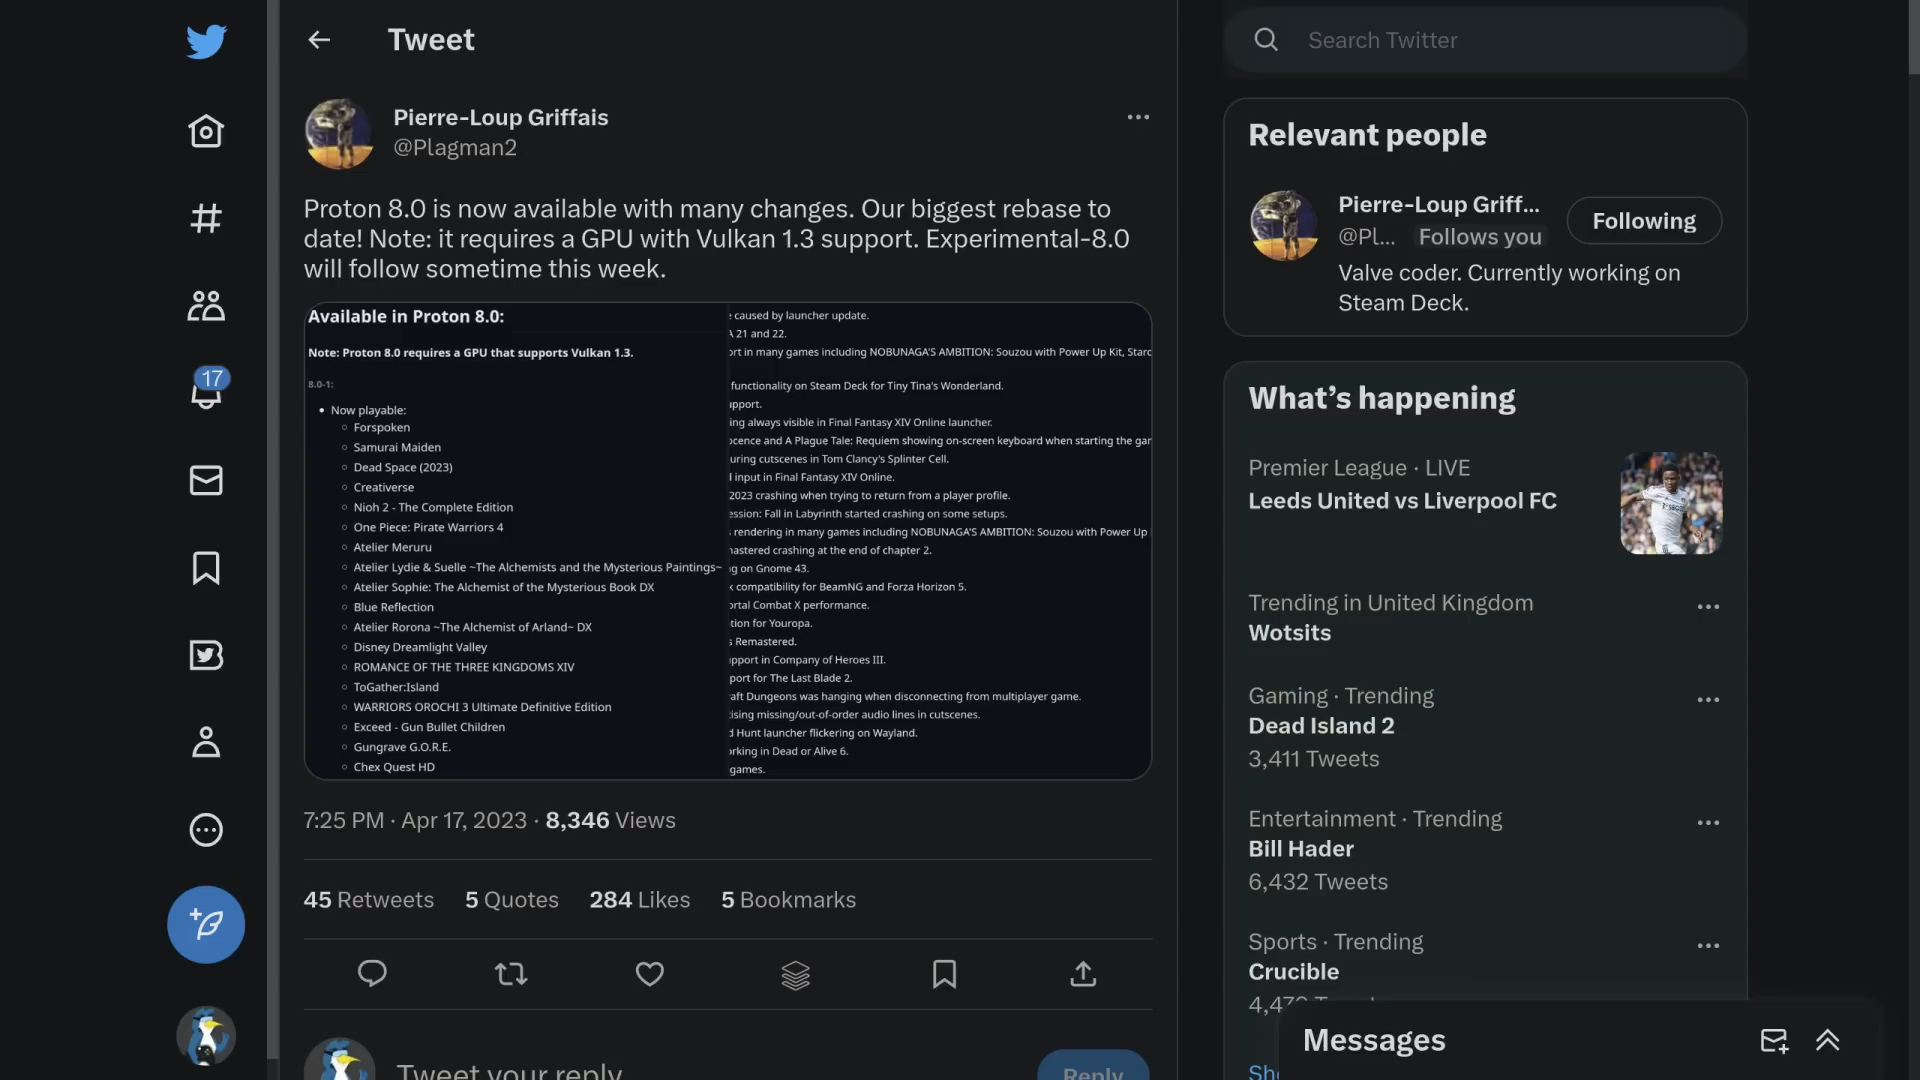 Tweet
Pierre-Loup Griffais
@Plagman2
Proton 8.0 is now available with many changes. Our biggest rebase to
date! Note: it requires a GPU with Vulkan 1.3 support. Experimental-8.0
will follow sometime this week.
Available in Proton 8.0:
Note: Proton 8.0 requires a GPU that supports Vulkan 1.3.
8.0-1:
Now playable:
Forspoken
Samurai Maiden
Dead Space (2023)
Creativerse
Nioh 2 - The Complete Edition
One Piece: Pirate Warriors 4
Atelier Meruru
Atelier Lydie & Suelle ~The Alchemists and the Mysterious Paintings~
Atelier Sophie: The Alchemist of the Mysterious Book DX
Blue Reflection
Atelier Rorona ~The Alchemist of Arland~ DX
Disney Dreamlight Valley
ROMANCE OF THE THREE KINGDOMS XIV
ToGather:Island
WARRIORS OROCHI 3 Ultimate Definitive Edition
Exceed - Gun Bullet Children
Gungrave G.O.R.E.
Chex Quest HD
caused by launcher update.
21 and 22.
in many games including NOBUNAGA'S AMBITION: Souzou with Power Up Kit,
functionality on Steam Deck for Tiny Tina's Wonderland.
pport.
ing always visible in Final Fantasy XIV Online launcher.
ocence and A Plague Tale: Requiem showing on-screen keyboard when starting the
uring cutscenes in Tom Clancy's Splinter Cell.
input in Final Fantasy XIV Online.
2023 crashing when trying to return from a player profile.
ession: Fall in Labyrinth started crashing on some setups.
rendering in many games including NOBUNAGA'S AMBITION: Souzou with Power Up
mastered crashing at the end of chapter 2.
g on Gnome 43.
compatibility for BeamNG and Forza Horizon 5.
ortal Combat X performance.
tion for Youropa.
Remastered.
pport in Company of Heroes III.
port for The Last Blade 2.
aft Dungeons was hanging when disconnecting from multiplayer game.
ising missing/out-of-order audio lines in cutscenes.
Hunt launcher flickering on Wayland.
rking in Dead or Alive 6.
games.
7:25 PM · Apr 17, 2023 · 8,346 Views
45 Retweets 5 Quotes 284 Likes 5 Bookmarks
Tweet your reply
Reply
17
Search Twitter
Relevant people
Pierre-Loup Griff...
@Pl... Follows you
Following
Valve coder. Currently working on
Steam Deck.
What's happening
Premier League · LIVE
Leeds United vs Liverpool FC
Trending in United Kingdom
Wotsits
Gaming · Trending
Dead Island 2
3,411 Tweets
Entertainment · Trending
Bill Hader
6,432 Tweets
Sports · Trending
Crucible
Messages